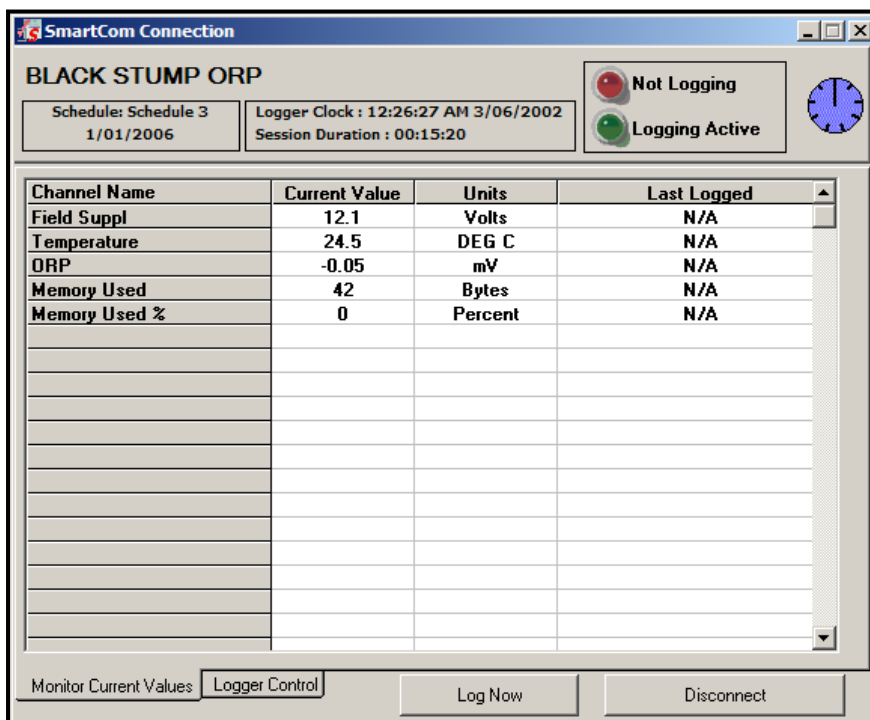 SmartCom Connection
BLACK STUMP ORP
Schedule: Schedule 3
1/01/2006
Logger Clock : 12:26:27 AM 3/06/2002
Session Duration : 00:15:20
Not Logging
Logging Active
Channel Name Current Value Units Last Logged
Field Suppl 12.1 Volts N/A
Temperature 24.5 DEG C N/A
ORP -0.05 mV N/A
Memory Used 42 Bytes N/A
Memory Used % 0 Percent N/A
Monitor Current Values Logger Control Log Now Disconnect